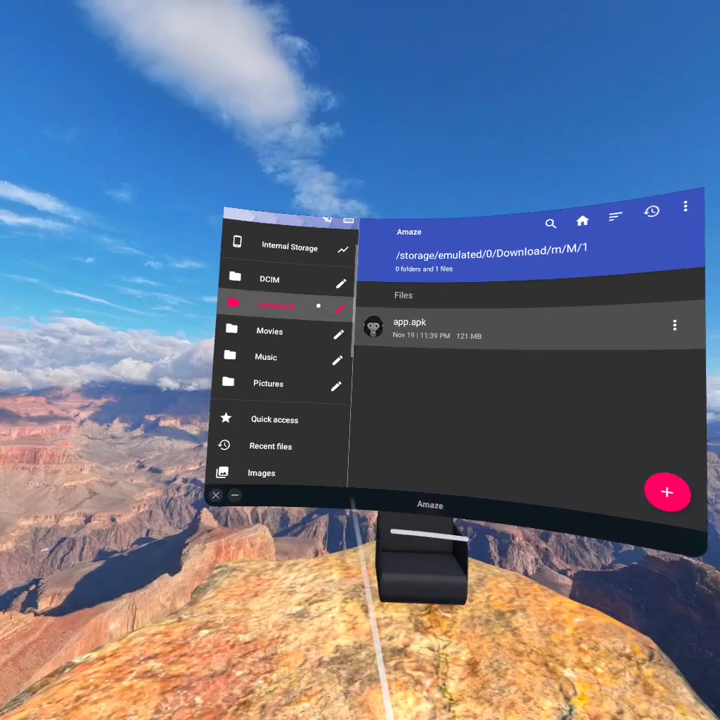 Internal Storage
DCIM
Movies
Music
Pictures
Quick access
Recent files
Images
Amaze
/storage/emulated/0/Download/m/M/1
0 folders and 1 files
Files
app.apk
Nov 19 | 11:39 PM 121 MB
Amaze